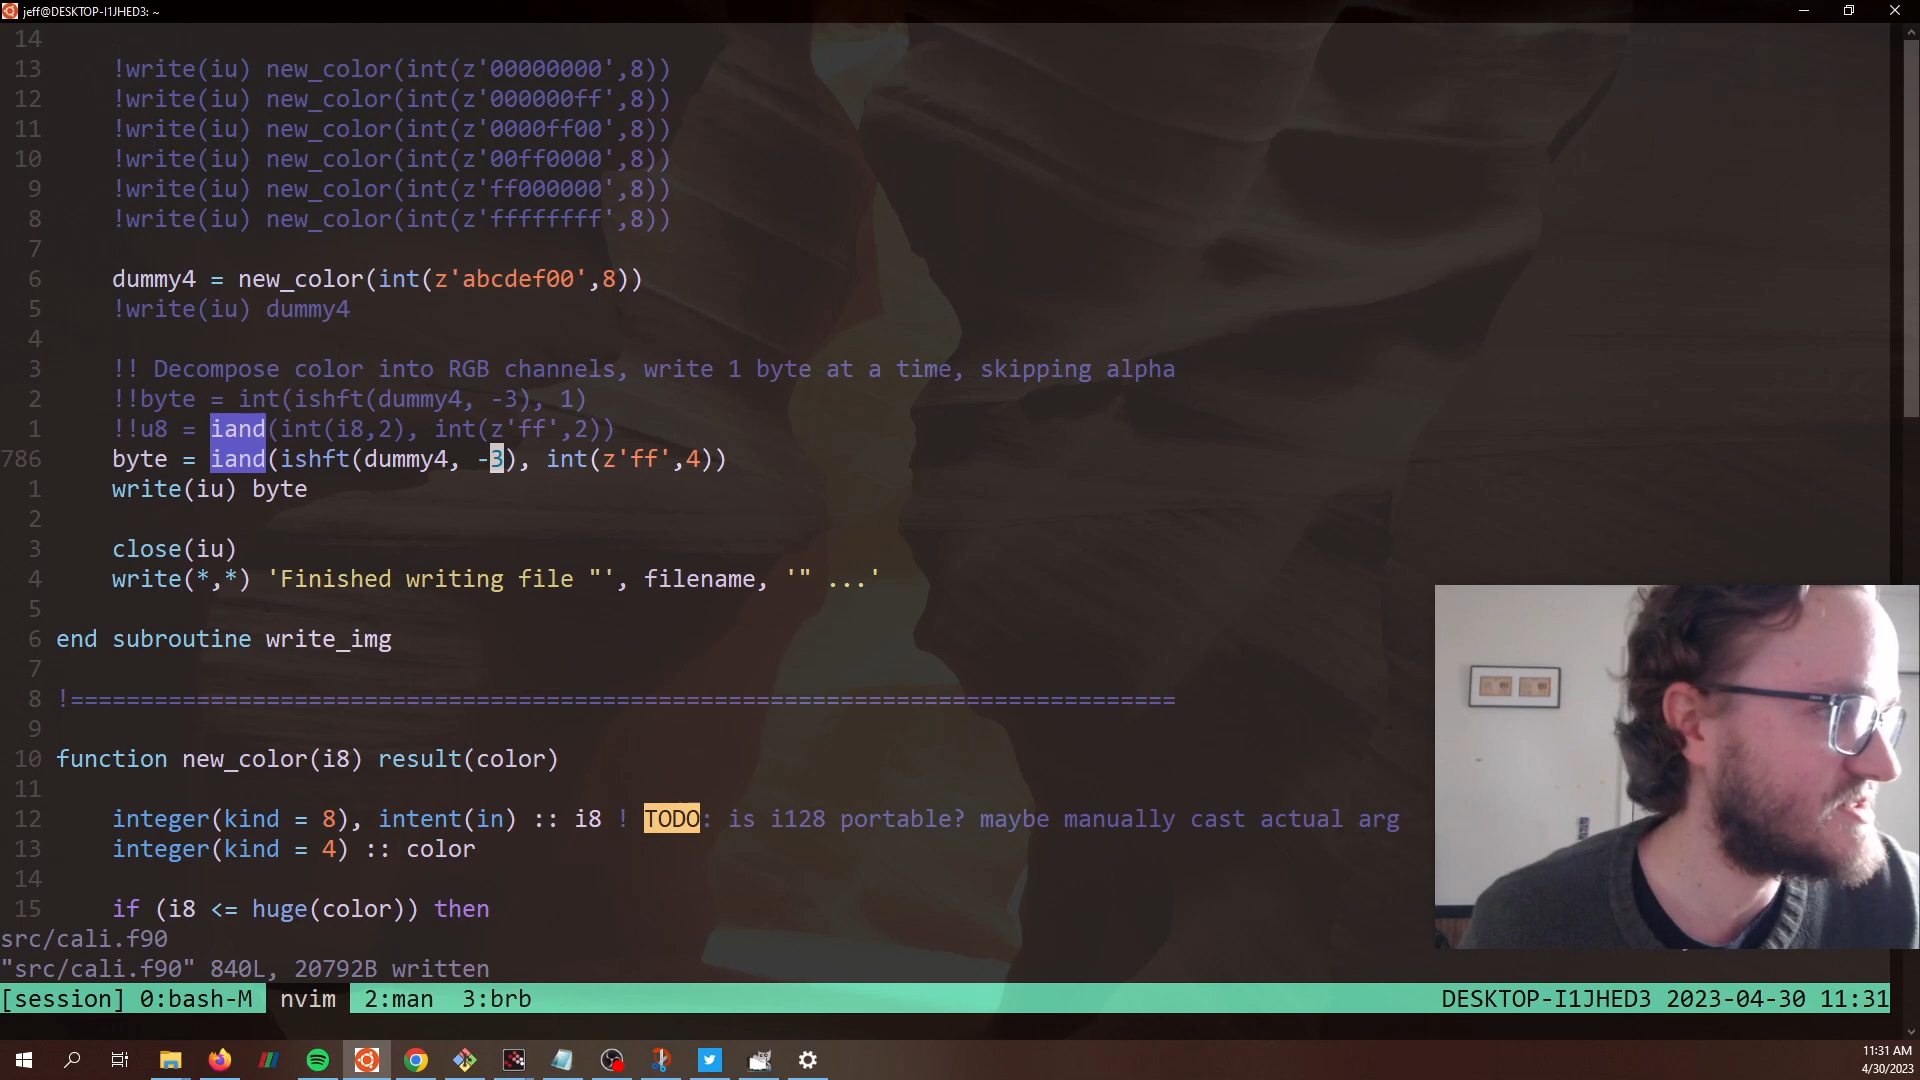 jeff@DESKTOP-I1JHED3: ~
14
13 !write(iu) new_color(int(z'00000000',8))
12 !write(iu) new_color(int(z'000000ff',8))
11 !write(iu) new_color(int(z'0000ff00',8))
10 !write(iu) new_color(int(z'00ff0000',8))
9 !write(iu) new_color(int(z'ff000000',8))
8 !write(iu) new_color(int(z'ffffffff',8))
7
6 dummy4 = new_color(int(z'abcdef00',8))
5 !write(iu) dummy4
4
3 !! Decompose color into RGB channels, write 1 byte at a time, skipping alpha
2 !!byte = int(ishft(dummy4, -3), 1)
1 !!u8 = iand(int(i8,2), int(z'ff',2))
786 byte = iand(ishft(dummy4, -3), int(z'ff',4))
1 write(iu) byte
2
3 close(iu)
4 write(*,*) 'Finished writing file "', filename, '" ...'
5
6 end subroutine write_img
7
8 !===============================================================================
9
10 function new_color(i8) result(color)
11
12 integer(kind = 8), intent(in) :: i8 ! TODO: is i128 portable? maybe manually cast actual arg
13 integer(kind = 4) :: color
14
15 if (i8 <= huge(color)) then
src/cali.f90
"src/cali.f90" 840L, 20792B written
[session] 0:bash-M nvim 2:man 3:brb DESKTOP-I1JHED3 2023-04-30 11:31
11:31 AM
4/30/2023